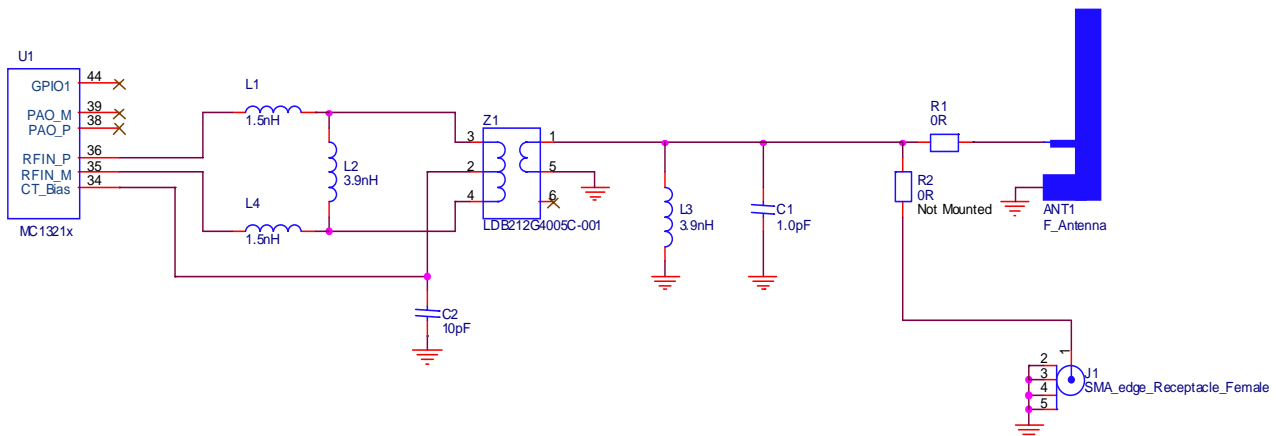 U1
GPIO1 44
PAO_M 39
PAO_P 38
RFIN_P 36
RFIN_M 35
CT_Bias 34
MC1321x
L1
1.5nH
L2
3.9nH
L4
1.5nH
C2
10pF
Z1
3 1
2 5
4 6
LDB212G4005C-001
L3
3.9nH
C1
1.0pF
R1
0R
R2
0R
Not Mounted
ANT1
F_Antenna
1
2
3
4
5
J1
SMA_edge_Receptacle_Female